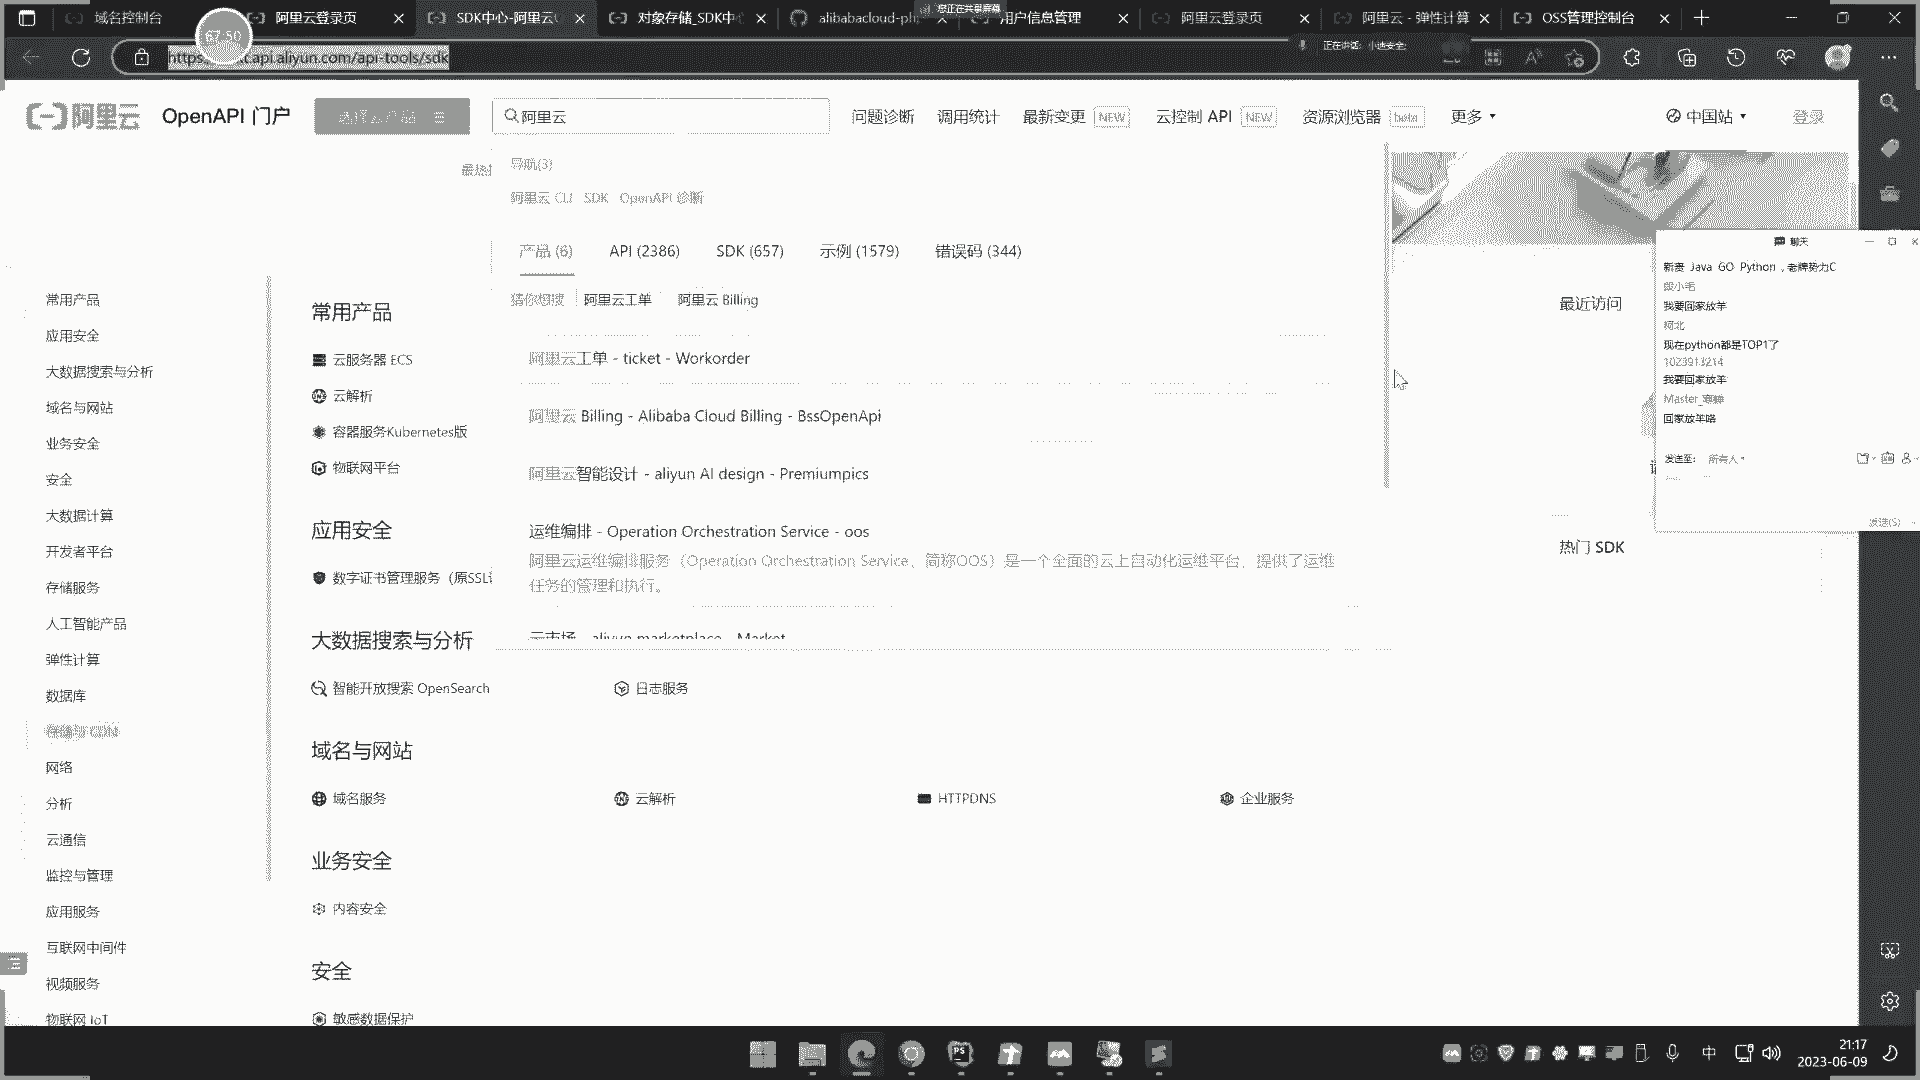 域名控制台
阿里云登录页
SDK中心-阿里云
对象存储_SDK中
alibabacloud-ph
您正在共享屏幕
用户信息管理
阿里云登录页
阿里云 - 弹性计算
OSS管理控制台
67:50
api.aliyun.com/api-tools/sdk
正在讲话: 小迪安全;
阿里云
OpenAPI 门户
阿里云
问题诊断
调用统计
最新变更 NEW
云控制 API NEW
资源浏览器 beta
更多
中国站
登录
导航(3)
阿里云 CLI SDK OpenAPI 诊断
产品 (6)
API (2386)
SDK (657)
示例 (1579)
错误码 (344)
猜你想搜
阿里云工单
阿里云 Billing
阿里云工单 - ticket - Workorder
阿里云 Billing - Alibaba Cloud Billing - BssOpenApi
阿里云智能设计 - aliyun AI design - Premiumpics
运维编排 - Operation Orchestration Service - oos
阿里云运维编排服务（Operation Orchestration Service，简称OOS）是一个全面的云上自动化运维平台，提供了运维
任务的管理和执行。
云市场 - aliyun marketplace - Market
常用产品
应用安全
大数据搜索与分析
域名与网站
业务安全
安全
大数据计算
开发者平台
存储服务
人工智能产品
弹性计算
数据库
存储与 CDN
网络
分析
云通信
监控与管理
应用服务
互联网中间件
视频服务
物联网 IoT
常用产品
云服务器 ECS
云解析
容器服务Kubernetes版
物联网平台
应用安全
数字证书管理服务（原SSL
大数据搜索与分析
智能开放搜索 OpenSearch
日志服务
域名与网站
域名服务
云解析
HTTPDNS
企业服务
业务安全
内容安全
安全
敏感数据保护
最近访问
热门 SDK
聊天
新贵 Java GO Python , 老牌势力C
我要回家放羊
柯北
现在python都是TOP1了
1023913214
我要回家放羊
回家放羊咯
发送至: 所有人
发送(S)
中
21:17
2023-06-09